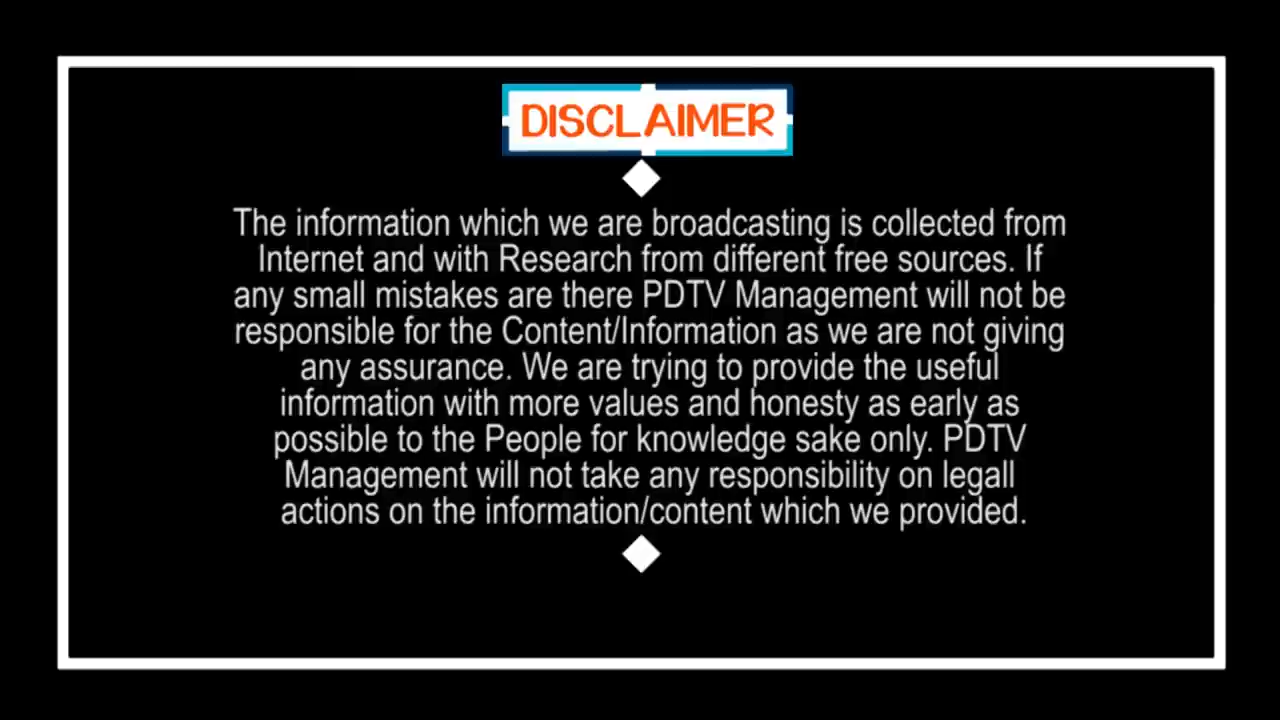 DISCLAIMER
The information which we are broadcasting is collected from
Internet and with Research from different free sources. If
any small mistakes are there PDTV Management will not be
responsible for the Content/Information as we are not giving
any assurance. We are trying to provide the useful
information with more values and honesty as early as
possible to the People for knowledge sake only. PDTV
Management will not take any responsibility on legall
actions on the information/content which we provided.